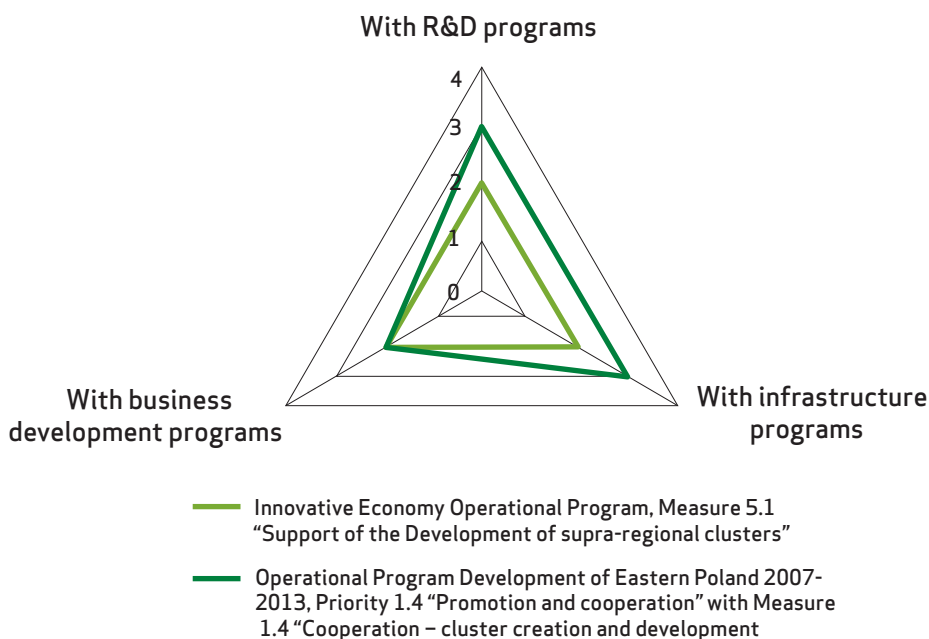 With R&D programs
4
3
2
1
0
With business
development programs
With infrastructure
programs
Innovative Economy Operational Program, Measure 5.1
“Support of the Development of supra-regional clusters”
Operational Program Development of Eastern Poland 2007-
2013, Priority 1.4 “Promotion and cooperation” with Measure
1.4 “Cooperation – cluster creation and development